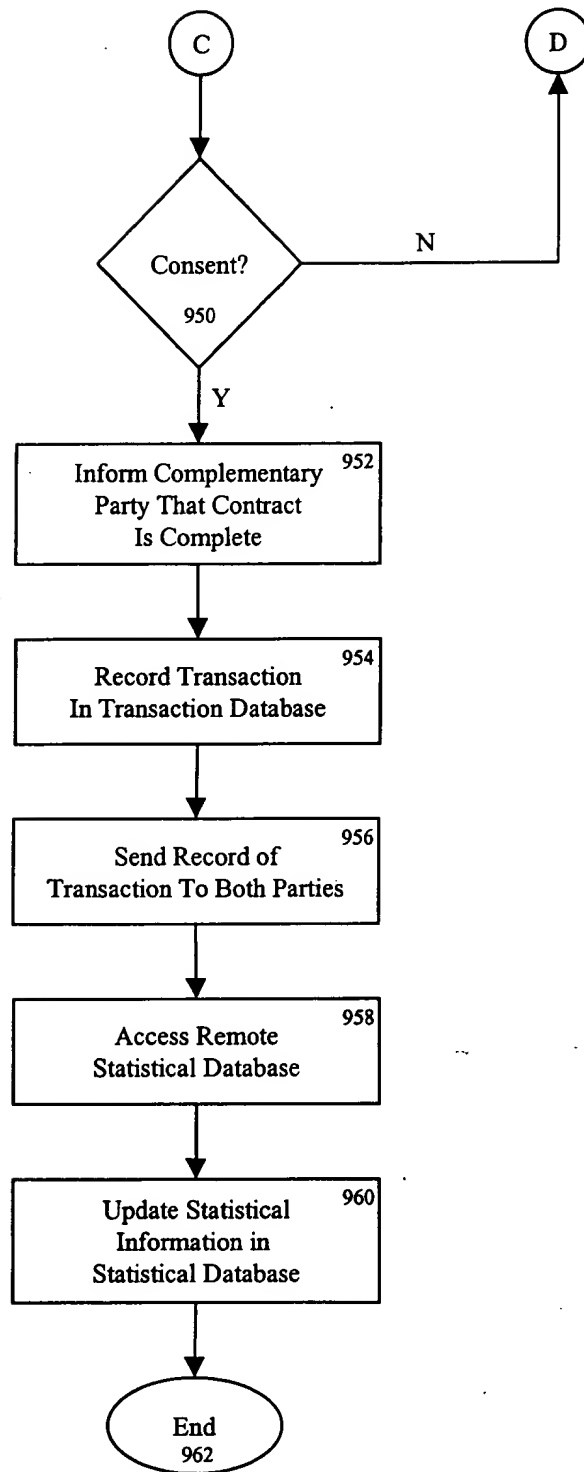 C
D
Consent?
950
N
Y
952
Inform Complementary
Party That Contract
Is Complete
954
Record Transaction
In Transaction Database
956
Send Record of
Transaction To Both Parties
958
Access Remote
Statistical Database
960
Update Statistical
Information in
Statistical Database
End
962